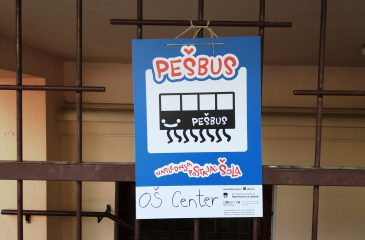 PEŠBUS
PEŠBUS
NASLEDNJA
POSTAJA: ŠOLA
OŠ Center